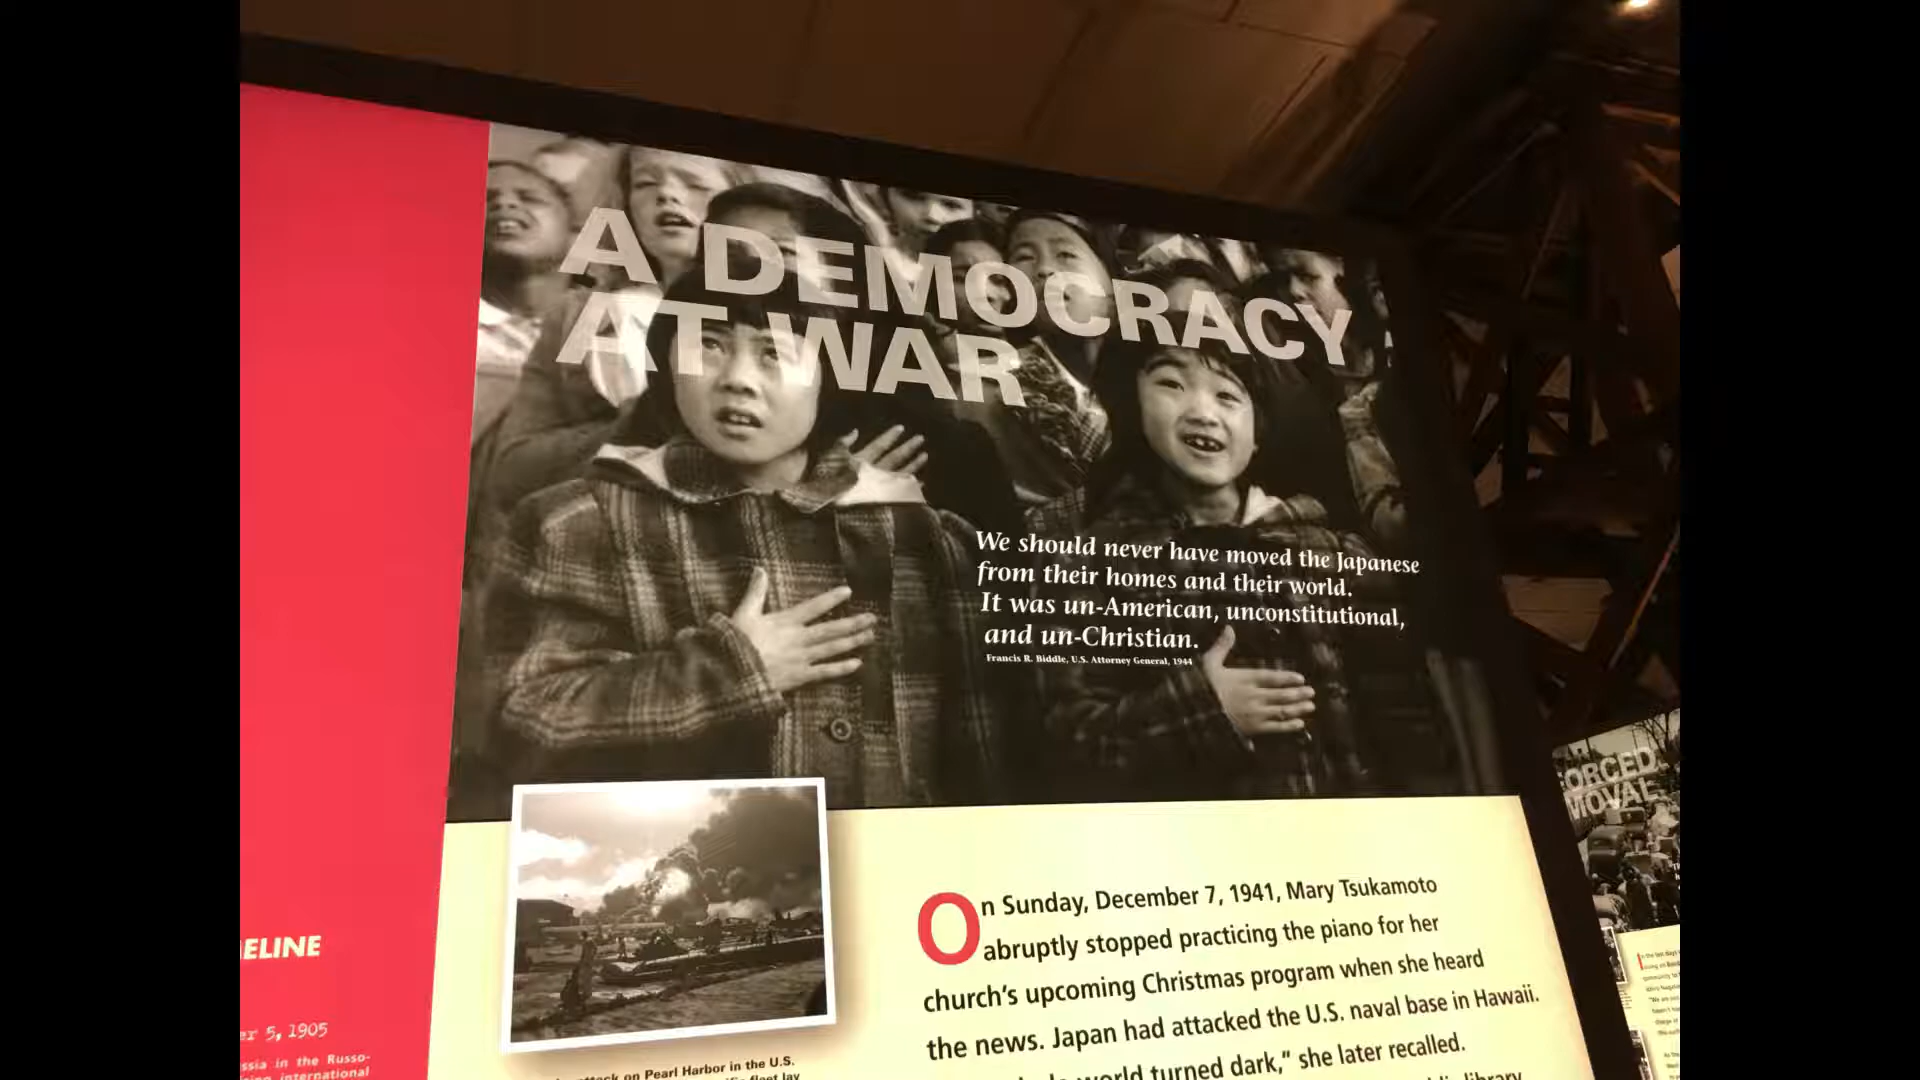 A DEMOCRACY
AT WAR
We should never have moved the Japanese
from their homes and their world.
It was un-American, unconstitutional,
and un-Christian.
Francis R. Biddle, U.S. Attorney General, 1944
ELINE
er 5, 1905
ssia in the Russo-
international
attack on Pearl Harbor in the U.S.
fleet lay
On Sunday, December 7, 1941, Mary Tsukamoto
abruptly stopped practicing the piano for her
church's upcoming Christmas program when she heard
the news. Japan had attacked the U.S. naval base in Hawaii.
world turned dark," she later recalled.
library
ORCED
MOVAL